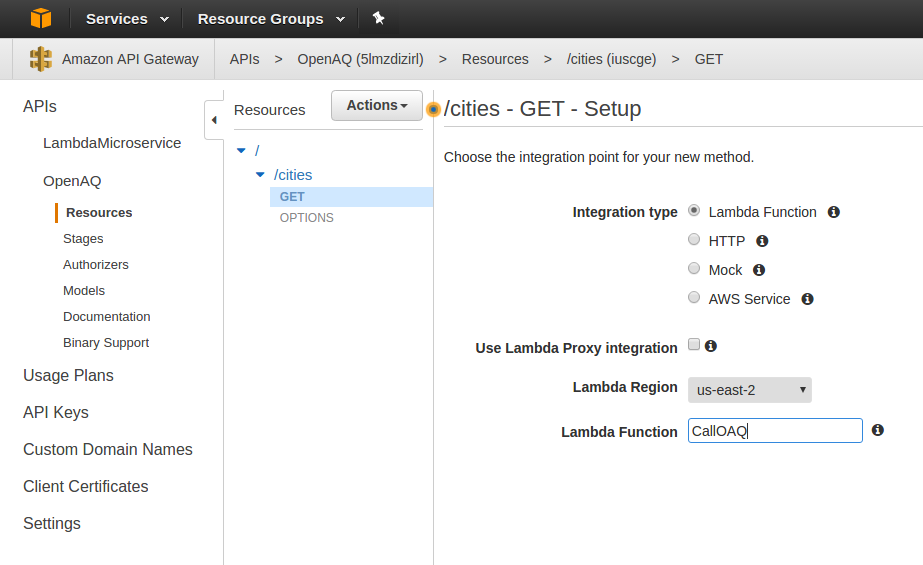 Services Resource Groups
Amazon API Gateway APIs > OpenAQ (5lmzdizirl) > Resources > /cities (iuscge) > GET
APIs
LambdaMicroservice
OpenAQ
Resources
Stages
Authorizers
Models
Documentation
Binary Support
Usage Plans
API Keys
Custom Domain Names
Client Certificates
Settings
Resources Actions
/
/cities
GET
OPTIONS
/cities - GET - Setup
Choose the integration point for your new method.
Integration type Lambda Function
HTTP
Mock
AWS Service
Use Lambda Proxy integration
Lambda Region us-east-2
Lambda Function CallOAQ